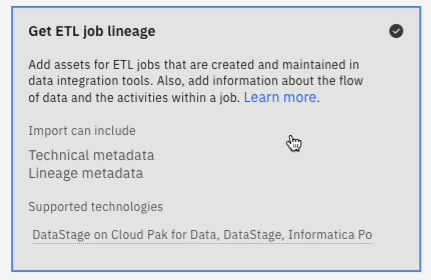 Get ETL job lineage
Add assets for ETL jobs that are created and maintained in
data integration tools. Also, add information about the flow
of data and the activities within a job. Learn more.
Import can include
Technical metadata
Lineage metadata
Supported technologies
DataStage on Cloud Pak for Data, DataStage, Informatica Po